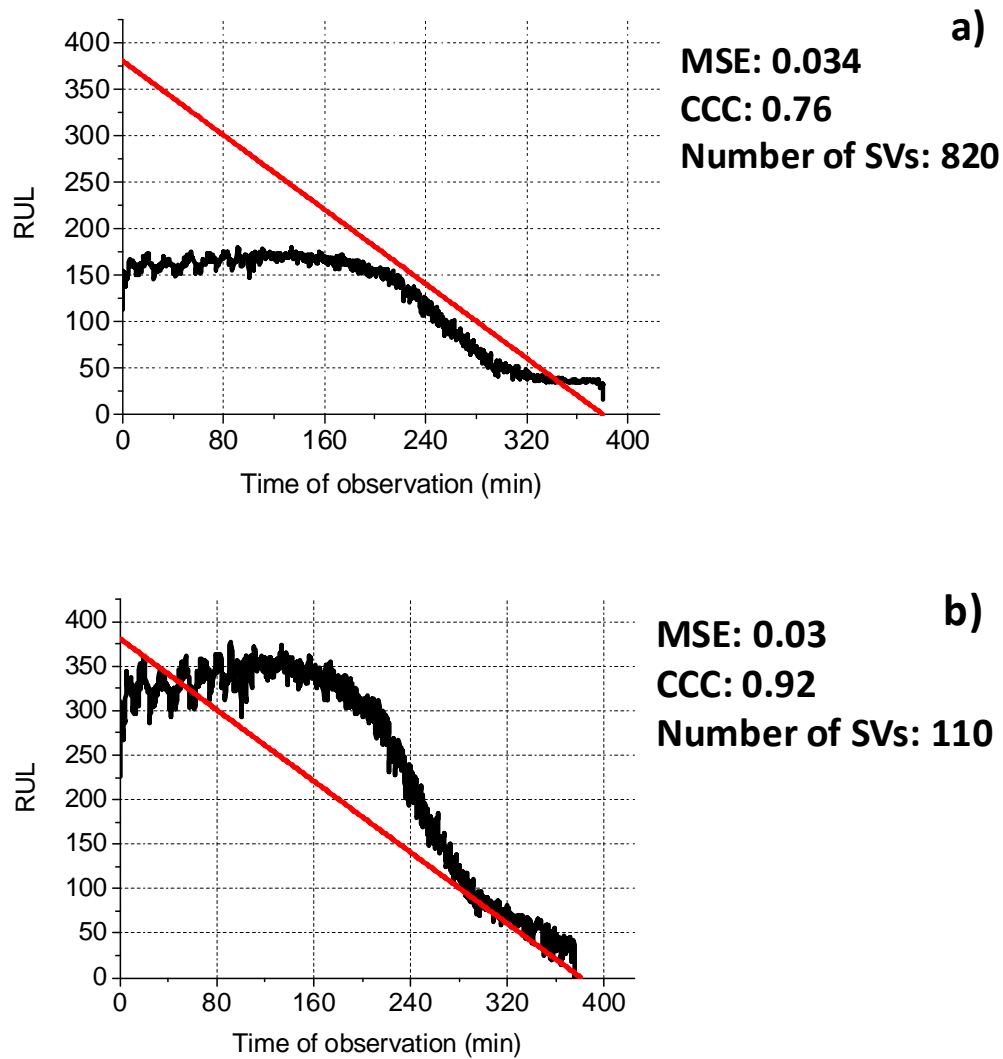 a)
MSE: 0.034
CCC: 0.76
Number of SVs: 820
400
350
300
250
200
150
100
50
0
RUL
0 80 160 240 320 400
Time of observation (min)
b)
MSE: 0.03
CCC: 0.92
Number of SVs: 110
400
350
300
250
200
150
100
50
0
RUL
0 80 160 240 320 400
Time of observation (min)